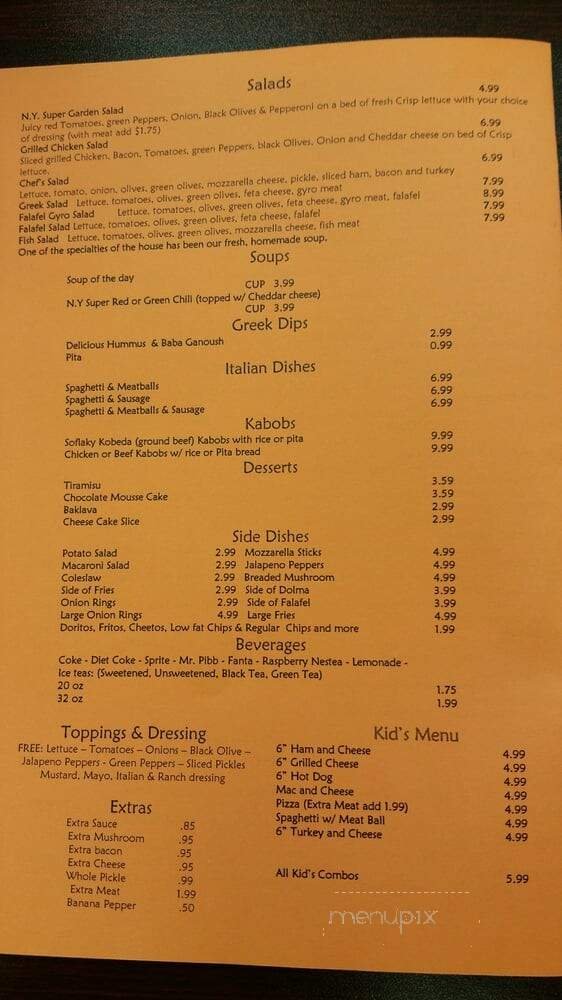 Salads
N.Y. Super Garden Salad 4.99
Juicy red Tomatoes, green Peppers, Onion, Black Olives & Pepperoni on a bed of fresh Crisp lettuce with your choice
of dressing (with meat add $1.75)
Grilled Chicken Salad 6.99
Sliced grilled Chicken, Bacon, Tomatoes, green Peppers, black Olives, Onion and Cheddar cheese on bed of Crisp
lettuce.
Chef's Salad 6.99
Lettuce, tomato, onion, olives, green olives, mozzarella cheese, pickle, sliced ham, bacon and turkey
Greek Salad Lettuce, tomatoes, olives, green olives, feta cheese, gyro meat 7.99
Falafel Gyro Salad Lettuce, tomatoes, olives, green olives, feta cheese, gyro meat, falafel 8.99
Falafel Salad Lettuce, tomatoes, olives, green olives, feta cheese, falafel 7.99
Fish Salad Lettuce, tomatoes, olives, green olives, mozzarella cheese, fish meat 7.99
One of the specialties of the house has been our fresh, homemade soup.
Soups
Soup of the day
CUP 3.99
N.Y Super Red or Green Chili (topped w/ Cheddar cheese)
CUP 3.99
Greek Dips
Delicious Hummus & Baba Ganoush 2.99
Pita 0.99
Italian Dishes
Spaghetti & Meatballs 6.99
Spaghetti & Sausage 6.99
Spaghetti & Meatballs & Sausage 6.99
Kabobs
Soflaky Kobeda (ground beef) Kabobs with rice or pita 9.99
Chicken or Beef Kabobs w/ rice or Pita bread 9.99
Desserts
Tiramisu 3.59
Chocolate Mousse Cake 3.59
Baklava 2.99
Cheese Cake Slice 2.99
Side Dishes
Potato Salad 2.99 Mozzarella Sticks 4.99
Macaroni Salad 2.99 Jalapeno Peppers 4.99
Coleslaw 2.99 Breaded Mushroom 4.99
Side of Fries 2.99 Side of Dolma 3.99
Onion Rings 2.99 Side of Falafel 3.99
Large Onion Rings 4.99 Large Fries 4.99
Doritos, Fritos, Cheetos, Low fat Chips & Regular Chips and more 1.99
Beverages
Coke - Diet Coke - Sprite - Mr. Pibb - Fanta - Raspberry Nestea - Lemonade -
Ice teas: (Sweetened, Unsweetened, Black Tea, Green Tea)
20 oz 1.75
32 oz 1.99
Toppings & Dressing
FREE: Lettuce – Tomatoes – Onions – Black Olive –
Jalapeno Peppers - Green Peppers – Sliced Pickles
Mustard, Mayo, Italian & Ranch dressing
Extras
Extra Sauce .85
Extra Mushroom .95
Extra bacon .95
Extra Cheese .95
Whole Pickle .99
Extra Meat 1.99
Banana Pepper .50
Kid's Menu
6" Ham and Cheese 4.99
6" Grilled Cheese 4.99
6" Hot Dog 4.99
Mac and Cheese 4.99
Pizza (Extra Meat add 1.99) 4.99
Spaghetti w/ Meat Ball 4.99
6" Turkey and Cheese 4.99
All Kid's Combos 5.99
menupix